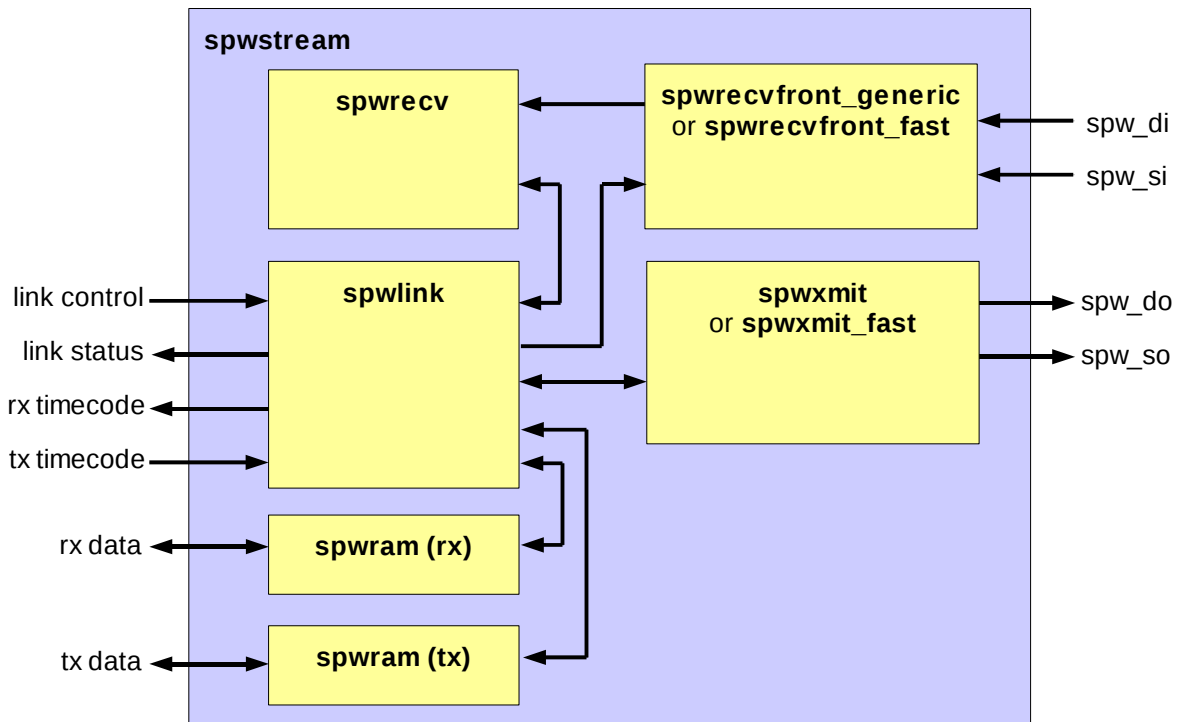 spwstream
spwrecv
spwrecvfront_generic
or spwrecvfront_fast
spw_di
spw_si
link control
link status
rx timecode
tx timecode
spwlink
spwxmit
or spwxmit_fast
spw_do
spw_so
rx data
spwram (rx)
tx data
spwram (tx)